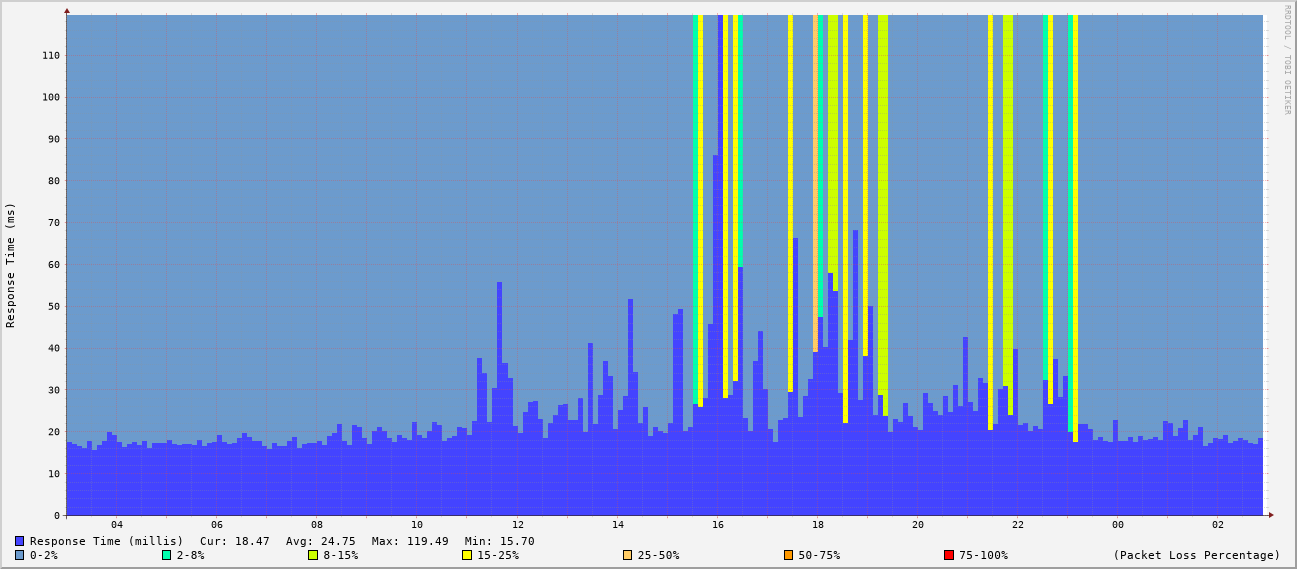 RRDTOOL / TOBI OETIKER
Response Time (ms)
110
100
90
80
70
60
50
40
30
20
10
0
04 06 08 10 12 14 16 18 20 22 00 02
Response Time (millis) Cur: 18.47 Avg: 24.75 Max: 119.49 Min: 15.70
0-2% 2-8% 8-15% 15-25% 25-50% 50-75% 75-100% (Packet Loss Percentage)